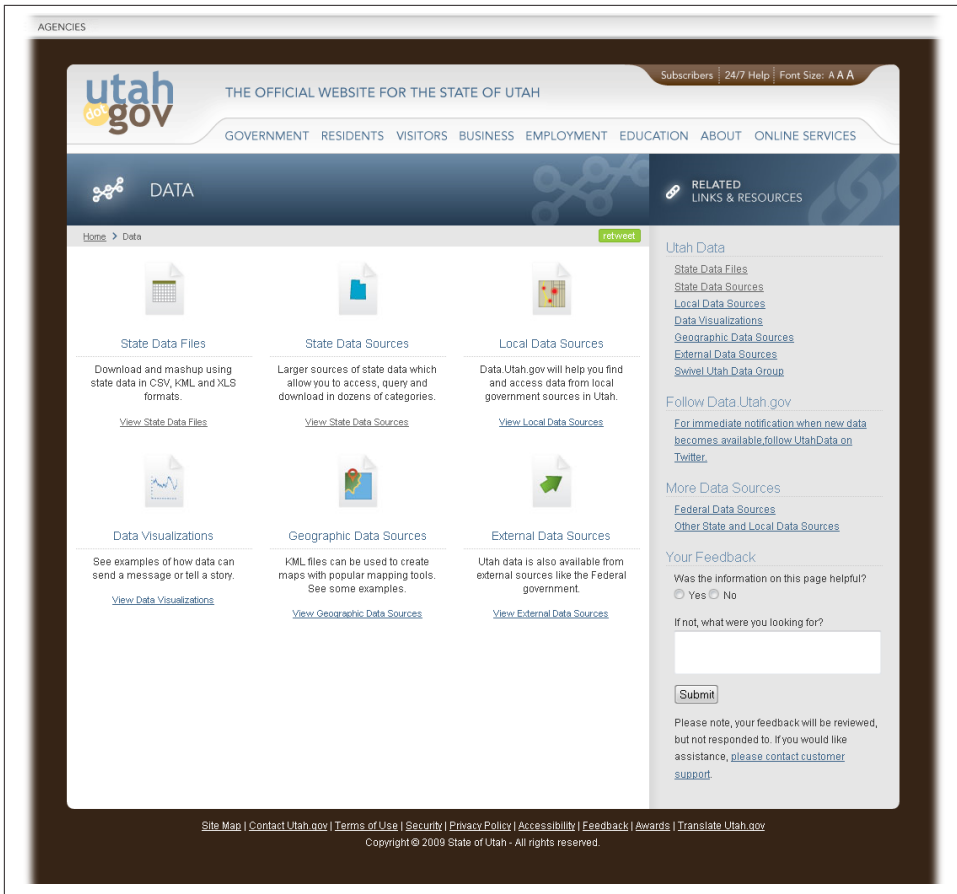 AGENCIES
utah
dot
gov
THE OFFICIAL WEBSITE FOR THE STATE OF UTAH
Subscribers 24/7 Help Font Size: A A A
GOVERNMENT RESIDENTS VISITORS BUSINESS EMPLOYMENT EDUCATION ABOUT ONLINE SERVICES
DATA
Home > Data
retweet
State Data Files
Download and mashup using
state data in CSV, KML and XLS
formats.
View State Data Files
State Data Sources
Larger sources of state data which
allow you to access, query and
download in dozens of categories.
View State Data Sources
Local Data Sources
Data.Utah.gov will help you find
and access data from local
government sources in Utah.
View Local Data Sources
Data Visualizations
See examples of how data can
send a message or tell a story.
View Data Visualizations
Geographic Data Sources
KML files can be used to create
maps with popular mapping tools.
See some examples.
View Geographic Data Sources
External Data Sources
Utah data is also available from
external sources like the Federal
government.
View External Data Sources
RELATED
LINKS & RESOURCES
Utah Data
State Data Files
State Data Sources
Local Data Sources
Data Visualizations
Geographic Data Sources
External Data Sources
Swivel Utah Data Group
Follow Data.Utah.gov
For immediate notification when new data
becomes available,follow UtahData on
Twitter.
More Data Sources
Federal Data Sources
Other State and Local Data Sources
Your Feedback
Was the information on this page helpful?
Yes No
If not, what were you looking for?
Submit
Please note, your feedback will be reviewed,
but not responded to. If you would like
assistance, please contact customer
support.
Site Map | Contact Utah.gov | Terms of Use | Security | Privacy Policy | Accessibility | Feedback | Awards | Translate Utah.gov
Copyright © 2009 State of Utah - All rights reserved.